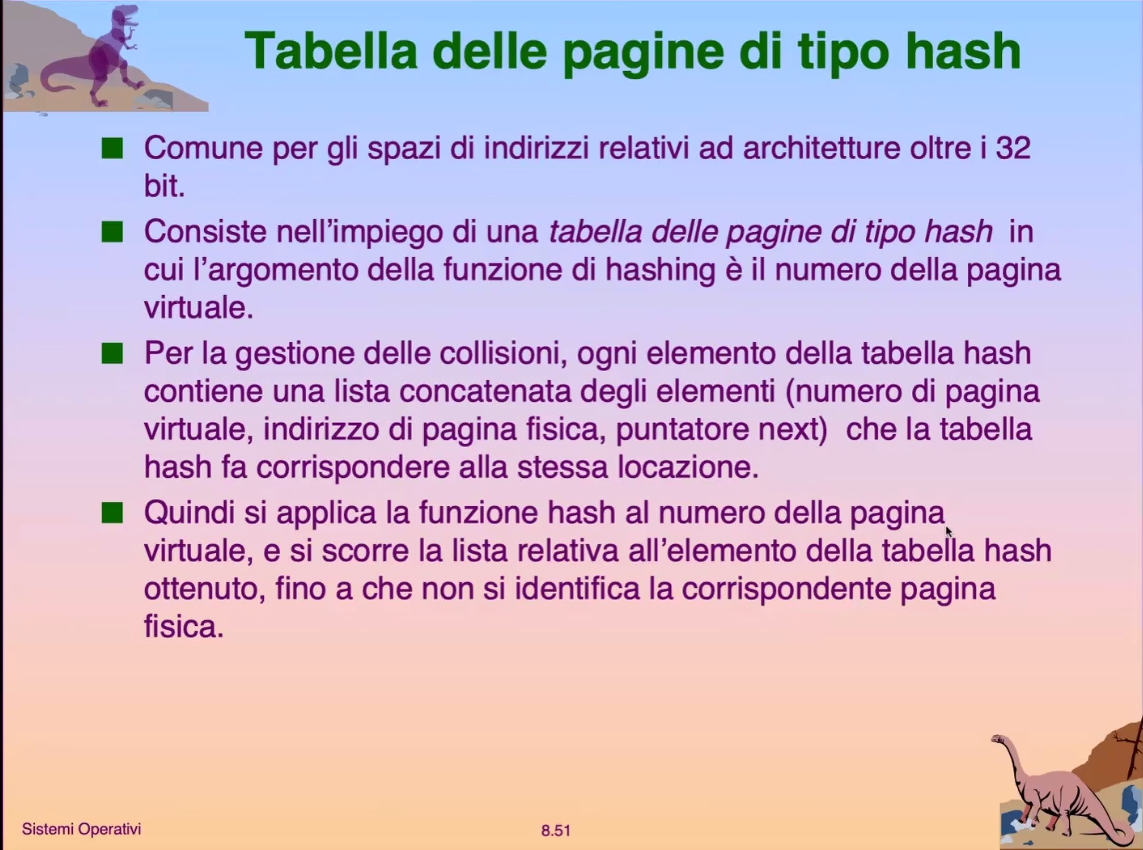 Tabella delle pagine di tipo hash
Comune per gli spazi di indirizzi relativi ad architetture oltre i 32
bit.
Consiste nell’impiego di una tabella delle pagine di tipo hash in
cui l’argomento della funzione di hashing è il numero della pagina
virtuale.
Per la gestione delle collisioni, ogni elemento della tabella hash
contiene una lista concatenata degli elementi (numero di pagina
virtuale, indirizzo di pagina fisica, puntatore next) che la tabella
hash fa corrispondere alla stessa locazione.
Quindi si applica la funzione hash al numero della pagina
virtuale, e si scorre la lista relativa all’elemento della tabella hash
ottenuto, fino a che non si identifica la corrispondente pagina
fisica.
Sistemi Operativi
8.51